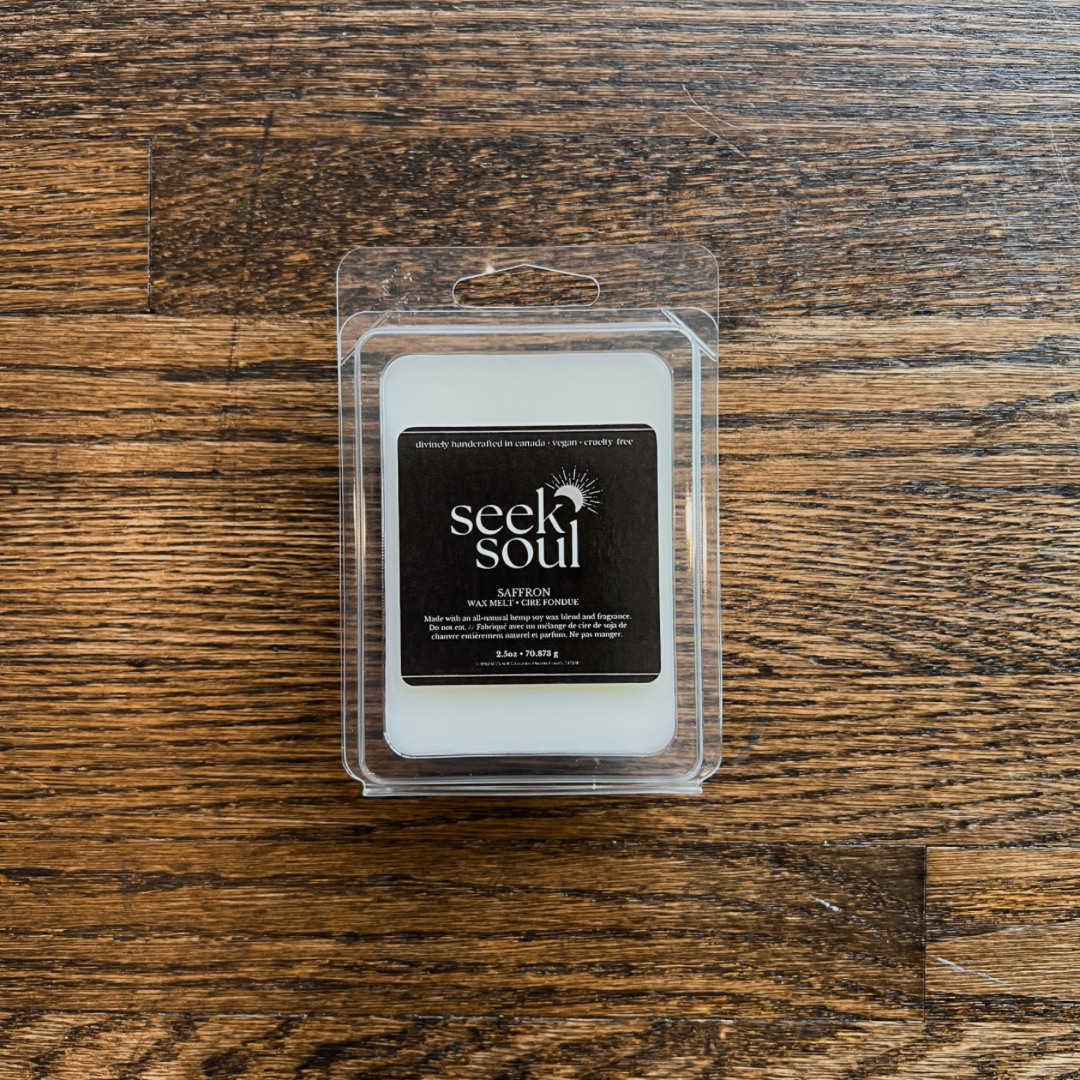 divinely handcrafted in canada · vegan · cruelty-free
seek
soul
SAFFRON
WAX MELT • CIRE FONDUE
Made with an all-natural hemp soy wax blend and fragrance.
Do not eat. // Fabriqué avec un mélange de cire de soja de
chanvre entièrement naturel et parfum. Ne pas manger.
2.5oz • 70.873 g